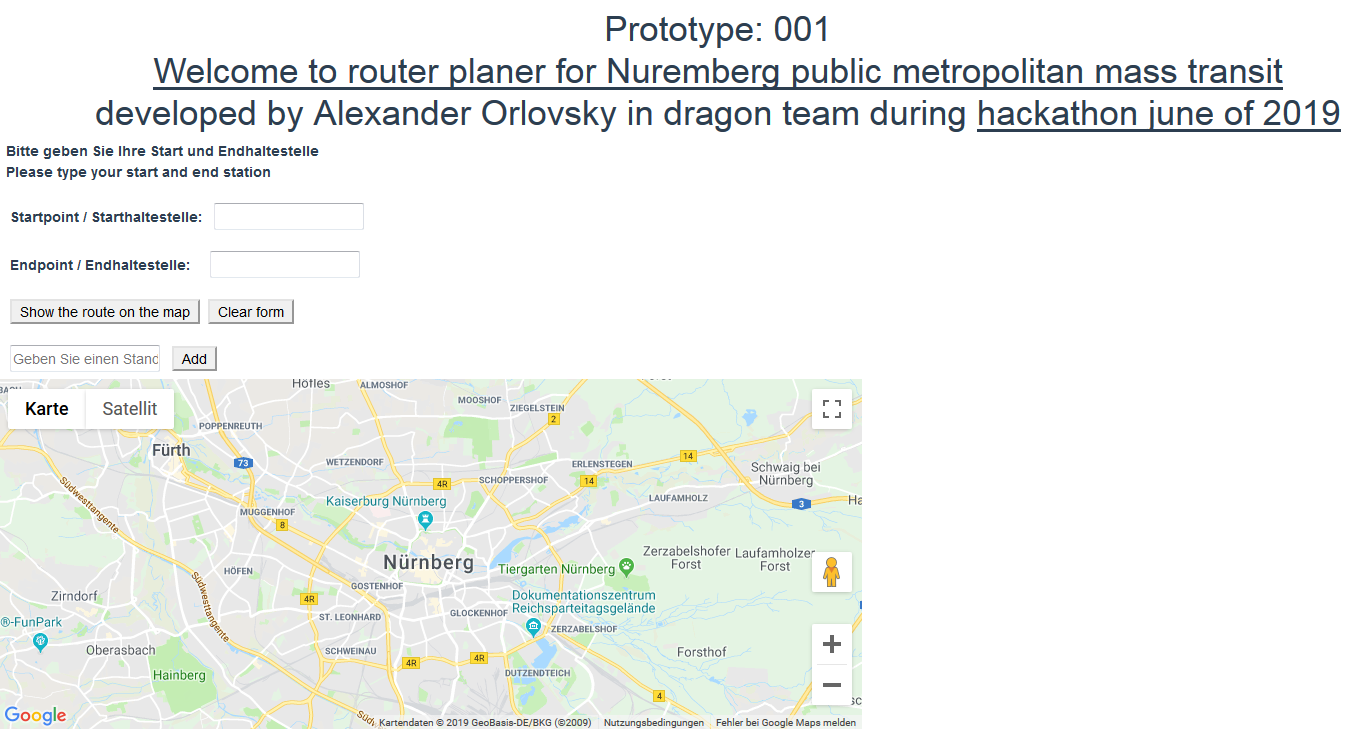 Prototype: 001
Welcome to router planer for Nuremberg public metropolitan mass transit
developed by Alexander Orlovsky in dragon team during hackathon june of 2019
Bitte geben Sie Ihre Start und Endhaltestelle
Please type your start and end station
Startpoint / Starthaltestelle:
Endpoint / Endhaltestelle:
Show the route on the map Clear form
Geben Sie einen Stand Add
Karte Satellit
Höfles
ALMOSHOF
MOOSHOF
ZIEGELSTEIN
2
POPPENREUTH
Fürth
73
WETZENDORF
ERLENSTEGEN
14
Schwaig bei
Nürnberg
4R
SCHOPPERSHOF
14
Südwesttangente
Kaiserburg Nürnberg
LAUFAMHOLZ
3
Ha
MUGGENHOF
8
Nürnberg
Zerzabelshofer
Forst
Laufamholzer
Forst
Tiergarten Nürnberg
HÖFEN
GOSTENHOF
Südwesttangente
Zirndorf
4R
Dokumentationszentrum
Reichsparteitagsgelände
ST. LEONHARD
GLOCKENHOF
ZERZABELSHOF
®-FunPark
Oberasbach
SCHWEINAU
4R
4R
Forsthof
Hainberg
DUTZENDTEICH
4
Google
Kartendaten © 2019 GeoBasis-DE/BKG (©2009) Nutzungsbedingungen Fehler bei Google Maps melden